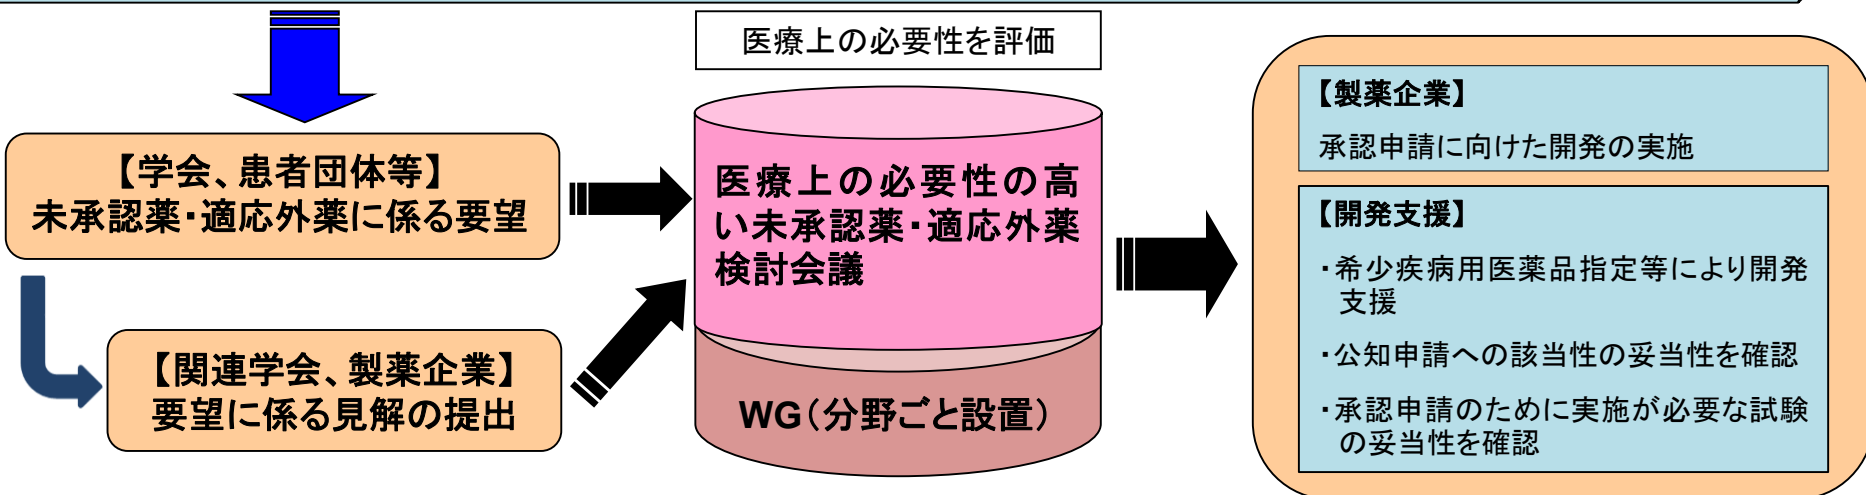 医療上の必要性を評価
【学会、患者団体等】
未承認薬・適応外薬に係る要望
【関連学会、製薬企業】
要望に係る見解の提出
医療上の必要性の高
い未承認薬・適応外薬
検討会議
WG(分野ごと設置)
【製薬企業】
承認申請に向けた開発の実施
【開発支援】
・希少疾病用医薬品指定等により開発
支援
・公知申請への該当性の妥当性を確認
・承認申請のために実施が必要な試験
の妥当性を確認